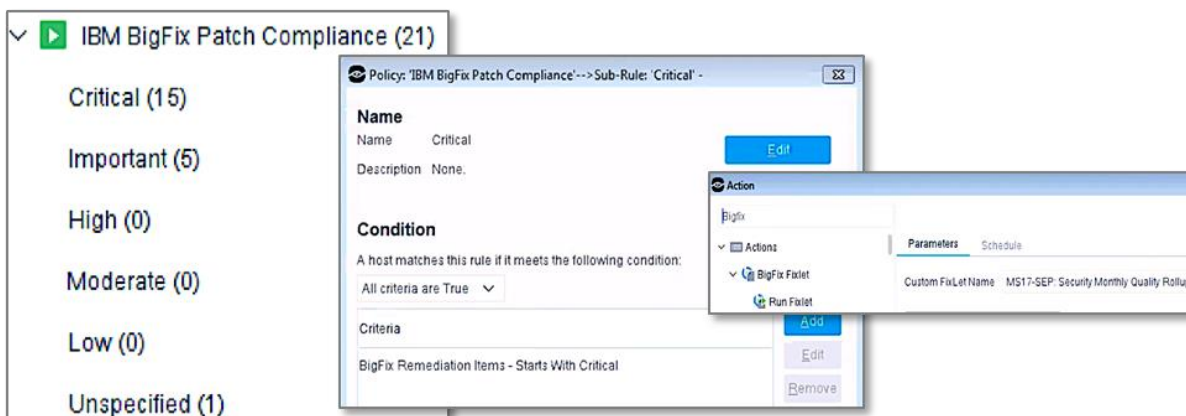 IBM BigFix Patch Compliance (21)
Critical (15)
Important (5)
High (0)
Moderate (0)
Low (0)
Unspecified (1)
Policy: 'IBM BigFix Patch Compliance'-->Sub-Rule: 'Critical' -
Name
Name Critical
Edit
Description None.
Condition
A host matches this rule if it meets the following condition:
All criteria are True
Criteria
Add
BigFix Remediation Items - Starts With Critical
Edit
Remove
Action
Bigfix
Actions
Parameters Schedule
BigFix Fixlet
Custom FixLet Name MS17-SEP: Security Monthly Quality Rollu
Run Fixlet